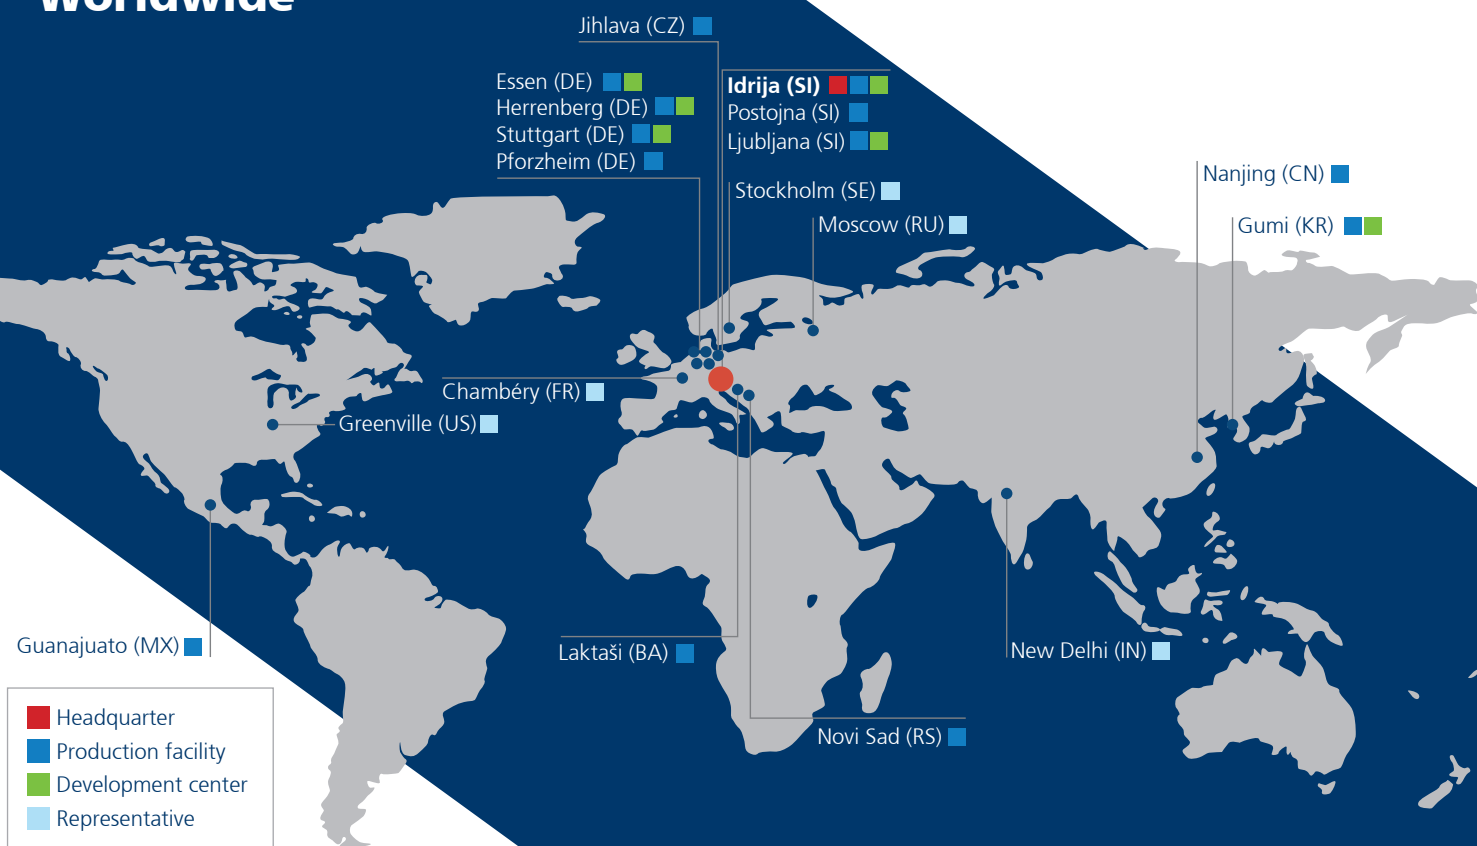 Worldwide
Jihlava (CZ)
Essen (DE)
Herrenberg (DE)
Stuttgart (DE)
Pforzheim (DE)
Idrija (SI)
Postojna (SI)
Ljubljana (SI)
Stockholm (SE)
Moscow (RU)
Nanjing (CN)
Gumi (KR)
Chambéry (FR)
Greenville (US)
Guanajuato (MX)
Laktaši (BA)
New Delhi (IN)
Novi Sad (RS)
Headquarter
Production facility
Development center
Representative